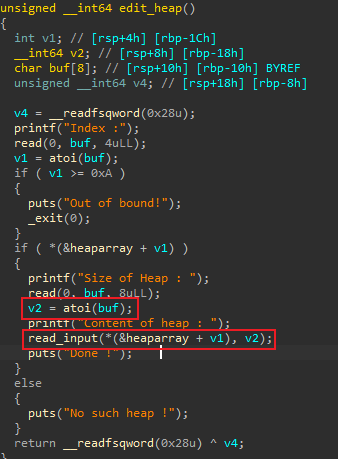 unsigned __int64 edit_heap()
{
int v1; // [rsp+4h] [rbp-1Ch]
__int64 v2; // [rsp+8h] [rbp-18h]
char buf[8]; // [rsp+10h] [rbp-10h] BYREF
unsigned __int64 v4; // [rsp+18h] [rbp-8h]
v4 = __readfsqword(0x28u);
printf("Index :");
read(0, buf, 4uLL);
v1 = atoi(buf);
if ( v1 >= 0xA )
{
puts("Out of bound!");
_exit(0);
}
if ( *(&heaparray + v1) )
{
printf("Size of Heap : ");
read(0, buf, 8uLL);
v2 = atoi(buf);
printf("Content of heap : ");
read_input(*(&heaparray + v1), v2);
puts("Done !");
}
else
{
puts("No such heap !");
}
return __readfsqword(0x28u) ^ v4;
}